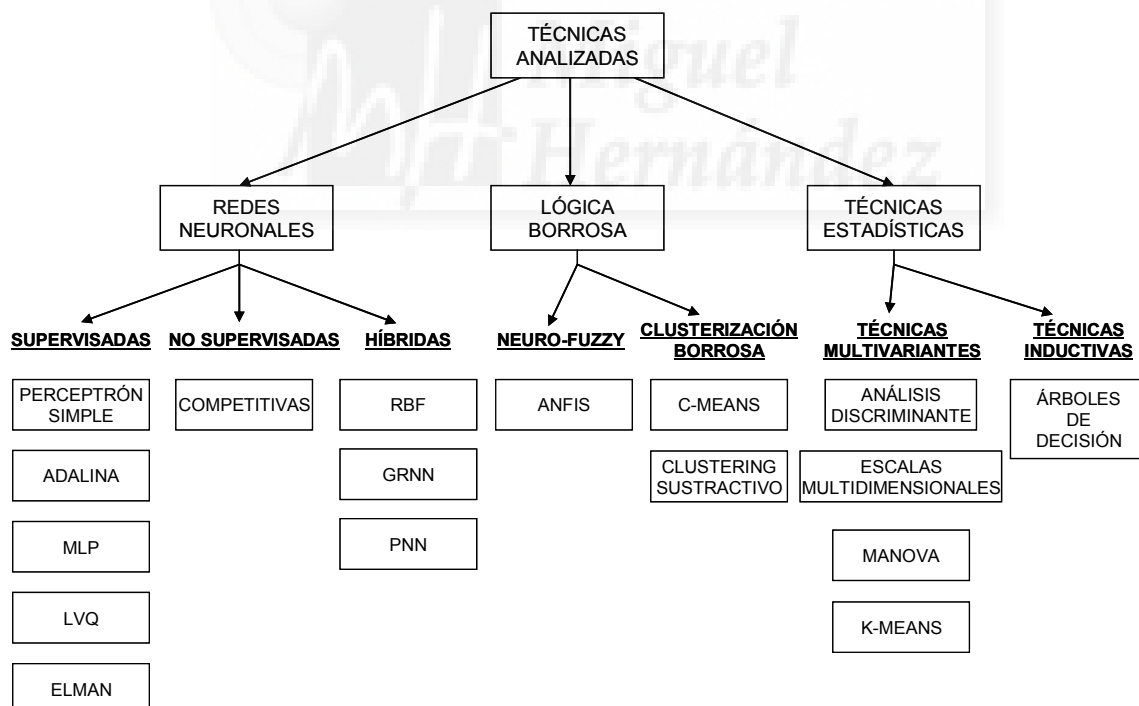 TÉCNICAS
ANALIZADAS
Miguel
Hernández
REDES
NEURONALES
LÓGICA
BORROSA
TÉCNICAS
ESTADÍSTICAS
SUPERVISADAS
NO SUPERVISADAS
HÍBRIDAS
NEURO-FUZZY
CLUSTERIZACIÓN
BORROSA
TÉCNICAS
MULTIVARIANTES
TÉCNICAS
INDUCTIVAS
PERCEPTRÓN
SIMPLE
COMPETITIVAS
RBF
ANFIS
C-MEANS
ANÁLISIS
DISCRIMINANTE
ÁRBOLES
DE
DECISIÓN
ADALINA
GRNN
CLUSTERING
SUSTRACTIVO
ESCALAS
MULTIDIMENSIONALES
MLP
PNN
MANOVA
LVQ
K-MEANS
ELMAN